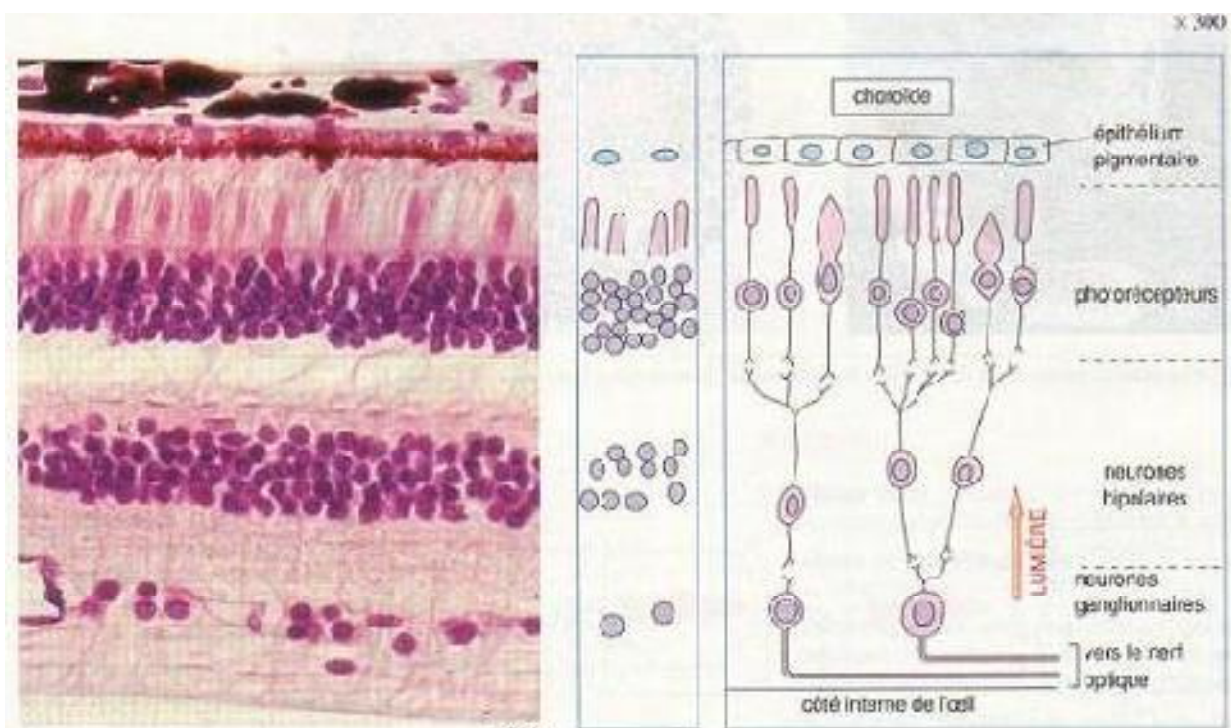 × 300
choroïde
épithélium
pigmentaire
photorécepteurs
neurones
bipolaires
LUMIÈRE
neurones
ganglionnaires
vers le nerf
optique
côté interne de l'œil